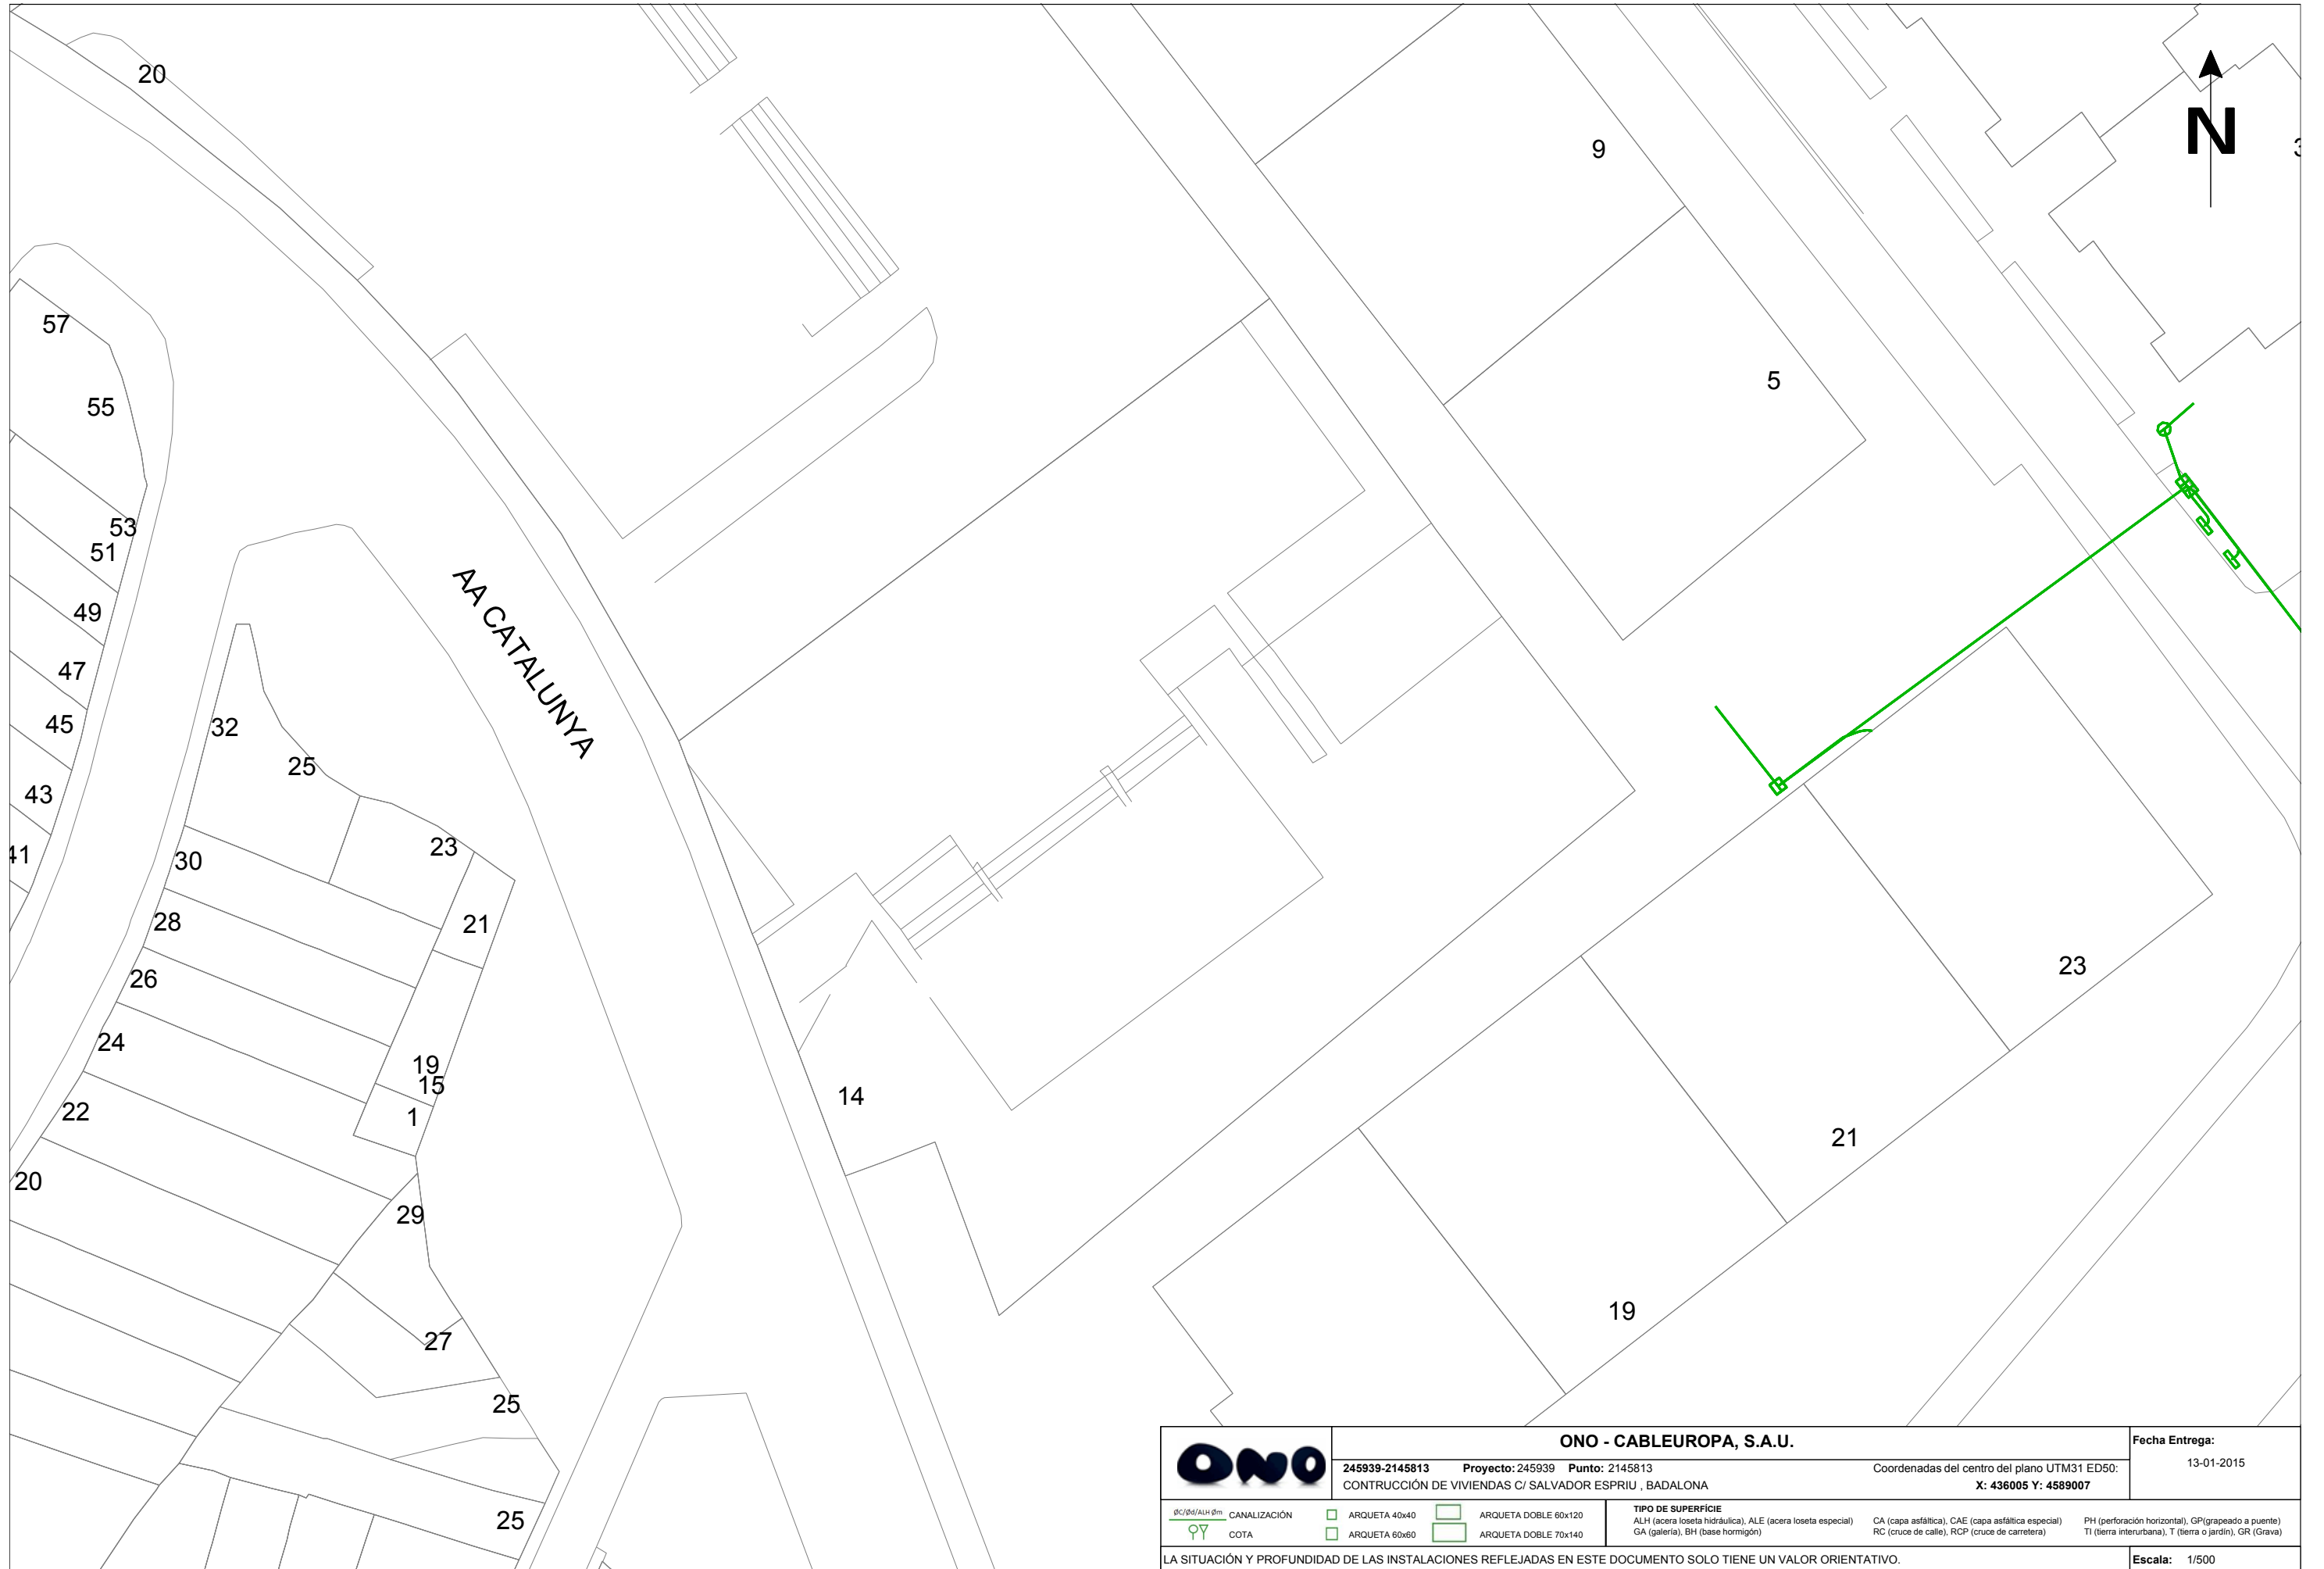 20
N
9
57
5
55
53
51
49
AA CATALUNYA
47
45
32
25
43
23
41
30
28
21
26
23
24
19
15
14
22
1
21
20
29
19
27
25
25
ONO
ONO - CABLEUROPA, S.A.U.
Fecha Entrega:
13-01-2015
245939-2145813 Proyecto: 245939 Punto: 2145813
Coordenadas del centro del plano UTM31 ED50:
CONTRUCCIÓN DE VIVIENDAS C/ SALVADOR ESPRIU , BADALONA
X: 436005 Y: 4589007
ØC/Ød/ALH Øm CANALIZACIÓN
ARQUETA 40x40
ARQUETA DOBLE 60x120
COTA
ARQUETA 60x60
ARQUETA DOBLE 70x140
TIPO DE SUPERFÍCIE
ALH (acera loseta hidráulica), ALE (acera loseta especial) CA (capa asfáltica), CAE (capa asfáltica especial) PH (perforación horizontal), GP(grapeado a puente)
GA (galería), BH (base hormigón) RC (cruce de calle), RCP (cruce de carretera) TI (tierra interurbana), T (tierra o jardín), GR (Grava)
LA SITUACIÓN Y PROFUNDIDAD DE LAS INSTALACIONES REFLEJADAS EN ESTE DOCUMENTO SOLO TIENE UN VALOR ORIENTATIVO.
Escala: 1/500